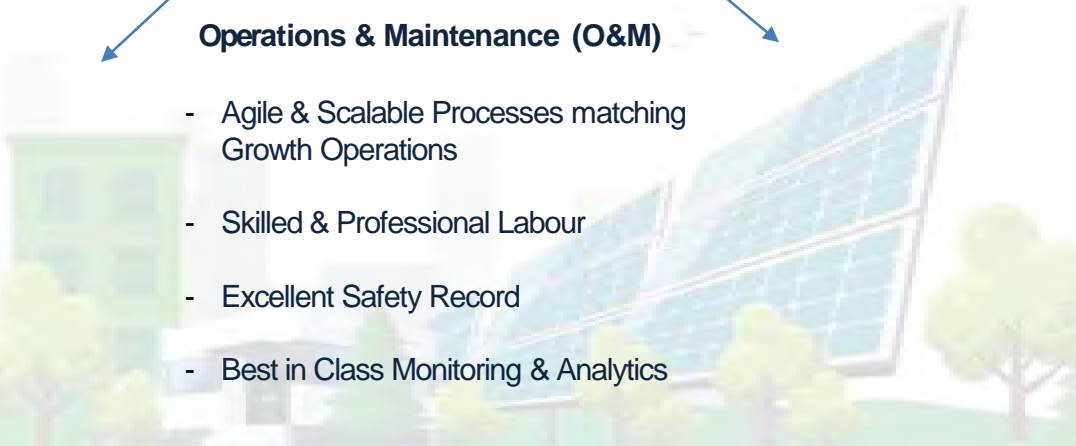 Operations & Maintenance (O&M)
- Agile & Scalable Processes matching
Growth Operations
- Skilled & Professional Labour
- Excellent Safety Record
- Best in Class Monitoring & Analytics